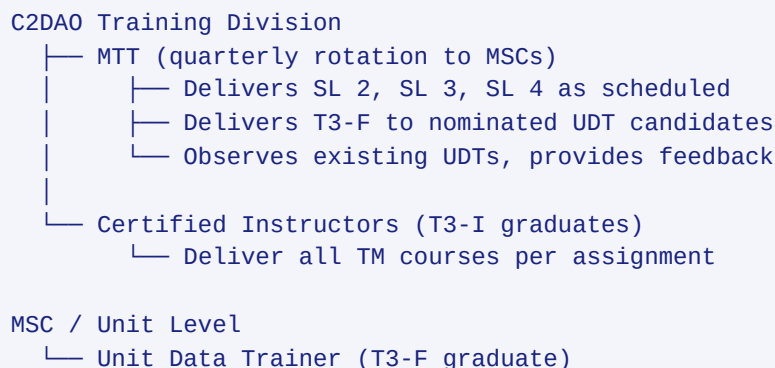 C2DAO Training Division
├── MTT (quarterly rotation to MSCs)
│     ├── Delivers SL 2, SL 3, SL 4 as scheduled
│     ├── Delivers T3-F to nominated UDT candidates
│     └── Observes existing UDTs, provides feedback
│
└── Certified Instructors (T3-I graduates)
└── Deliver all TM courses per assignment
MSC / Unit Level
└── Unit Data Trainer (T3-F graduate)